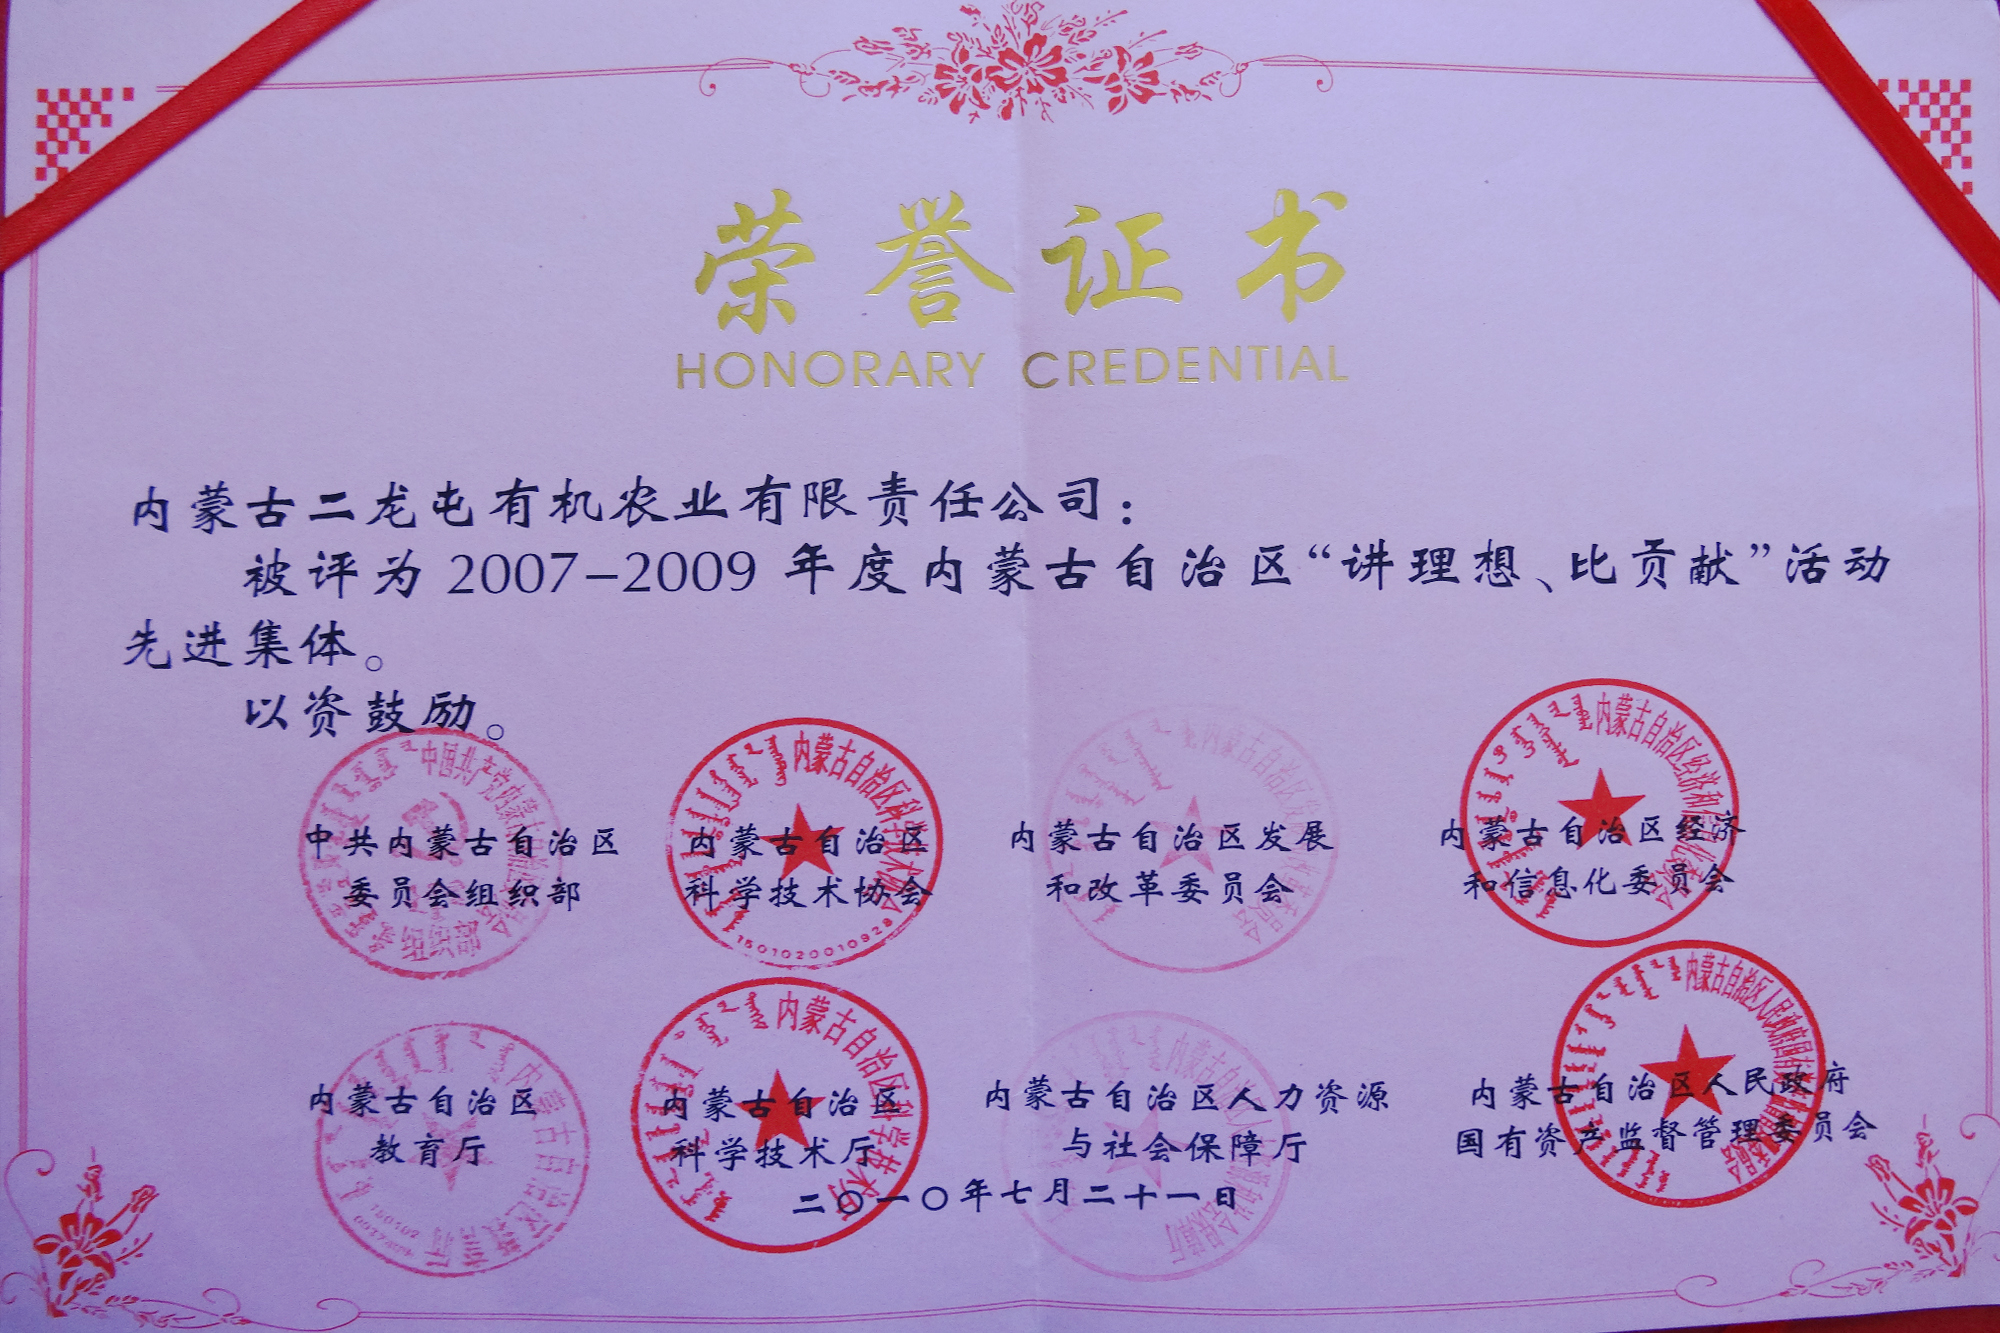 荣誉证书
HONORARY CREDENTIAL
内蒙古二龙屯有机农业有限责任公司：
被评为 2007-2009 年度内蒙古自治区“讲理想、比贡献”活动
先进集体。
以资鼓励。
中共内蒙古自治区
委员会组织部
内蒙古自治区
科学技术协会
内蒙古自治区发展
和改革委员会
内蒙古自治区经济
和信息化委员会
内蒙古自治区
教育厅
内蒙古自治区
科学技术厅
内蒙古自治区人力资源
与社会保障厅
内蒙古自治区人民政府
国有资产监督管理委员会
二〇一〇年七月二十一日